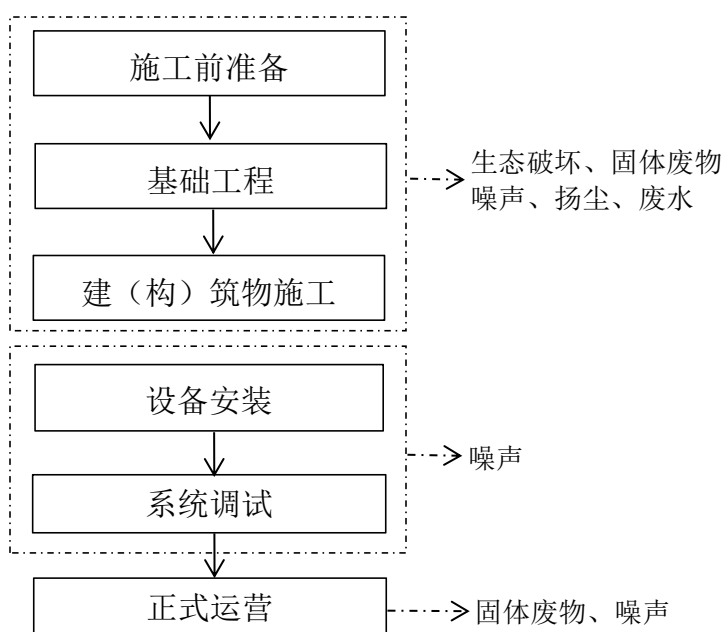 施工前准备
基础工程
生态破坏、固体废物
噪声、扬尘、废水
建（构）筑物施工
设备安装
噪声
系统调试
正式运营
固体废物、噪声